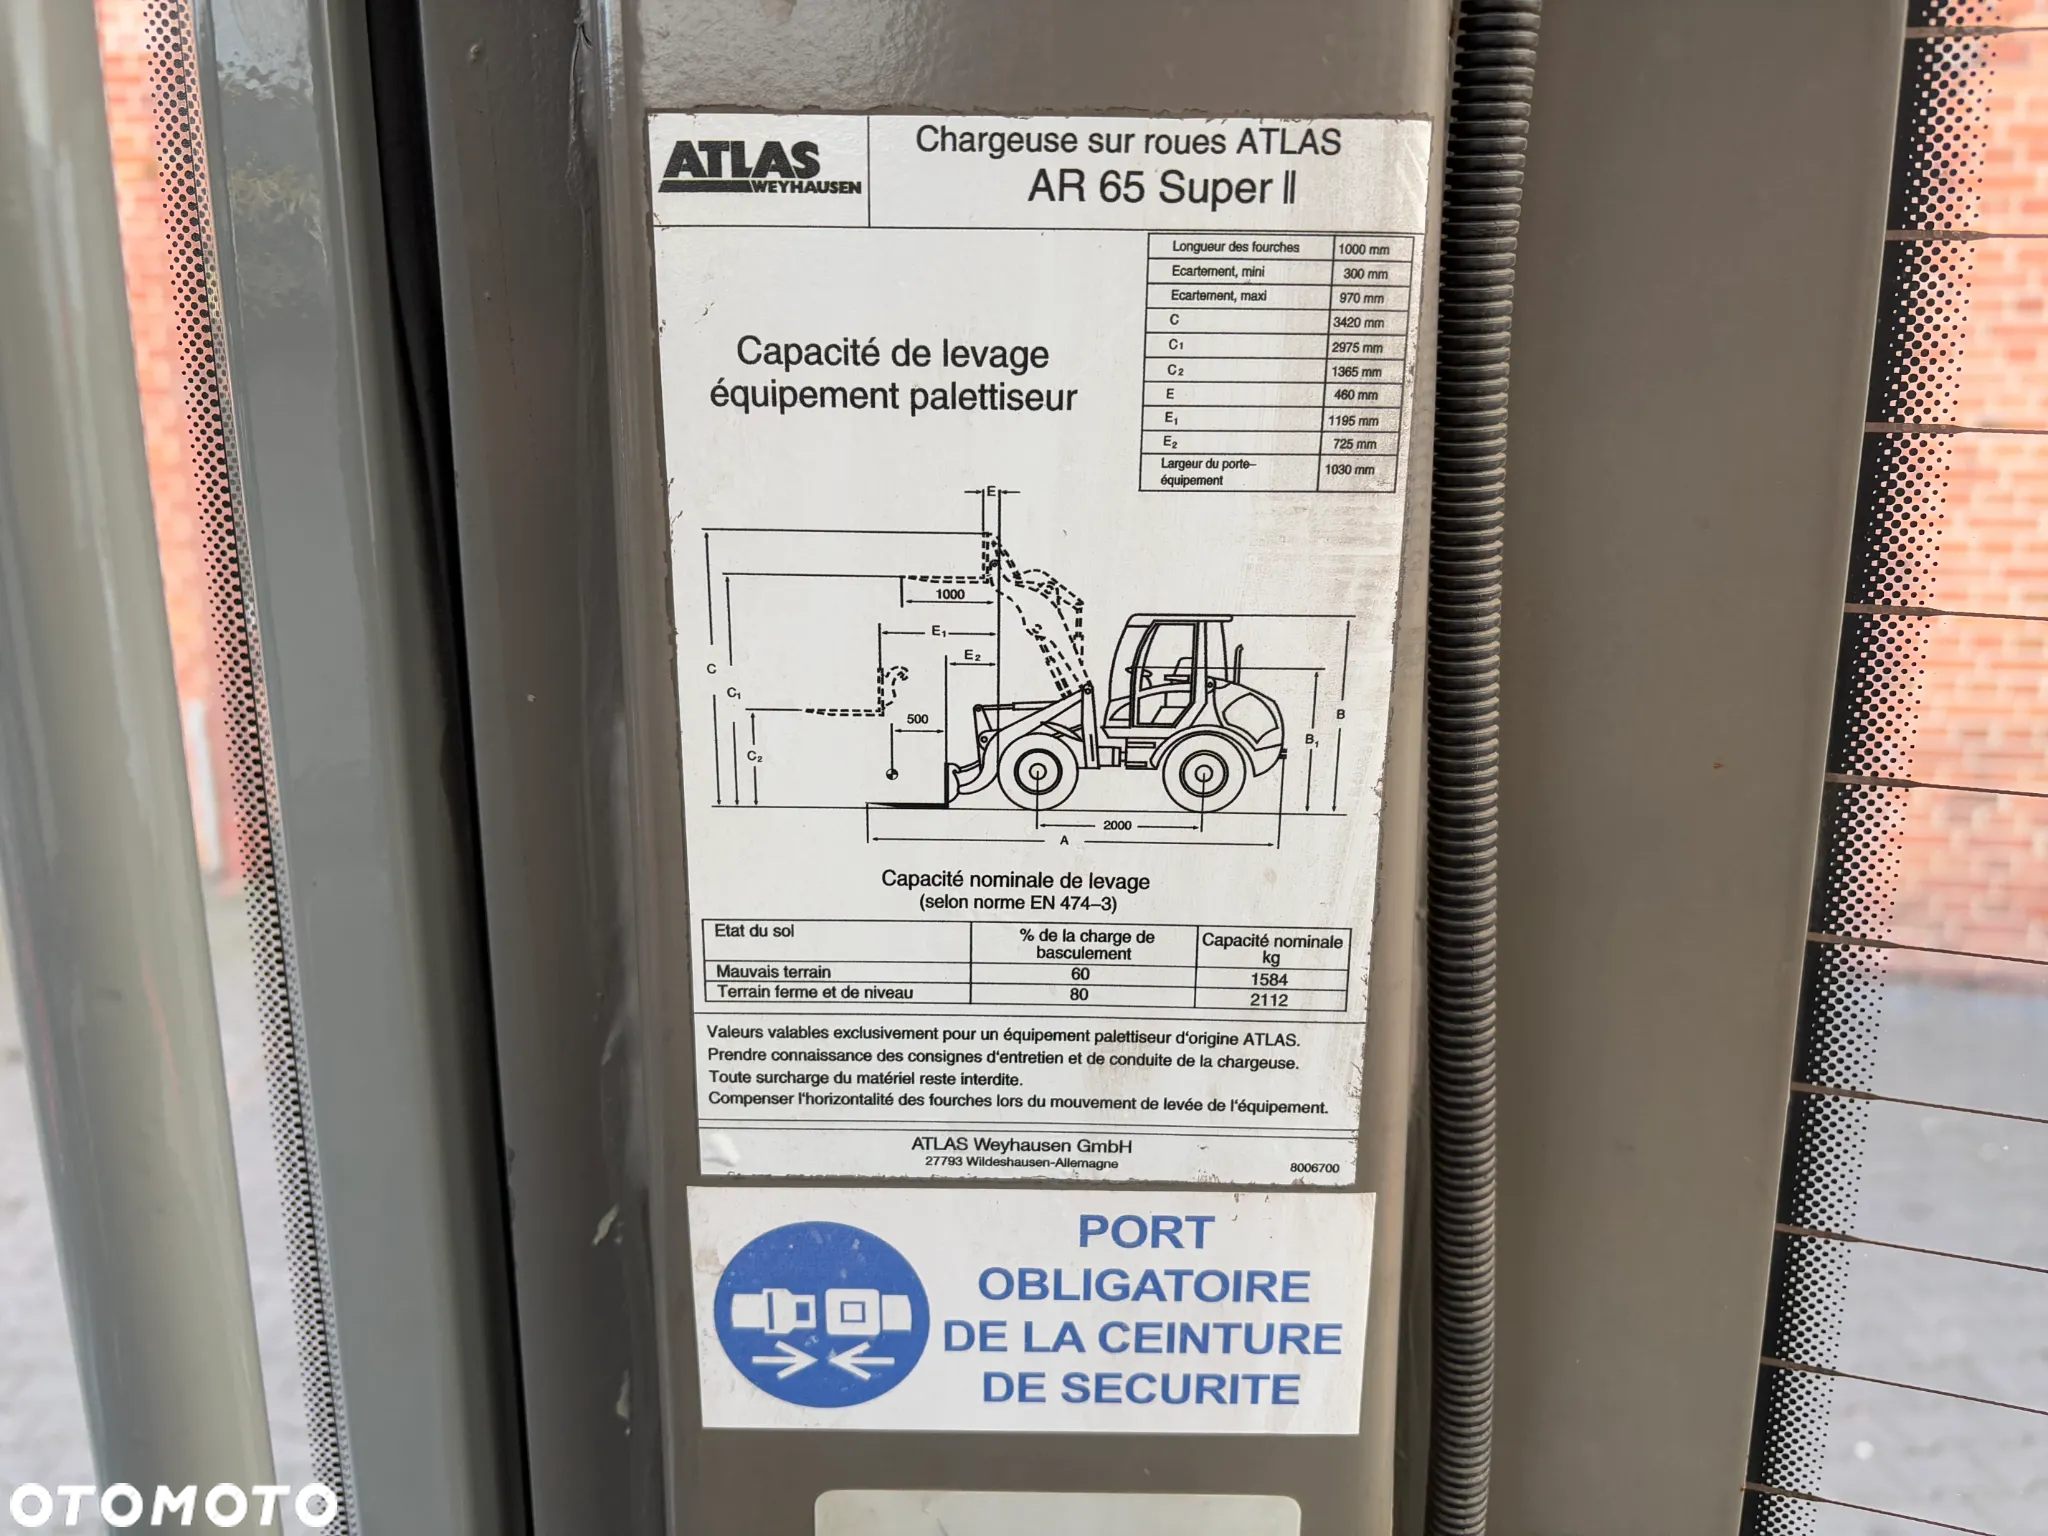 ATLAS
WEYHAUSEN
Chargeuse sur roues ATLAS
AR 65 Super II
Longueur des fourches 1000 mm
Ecartement, mini 300 mm
Ecartement, maxi 970 mm
C 3420 mm
C1 2975 mm
C2 1365 mm
E 460 mm
E1 1195 mm
E2 725 mm
Largeur du porte-
équipement 1030 mm
Capacité de levage
équipement palettiseur
E
1000
E1
E2
C
C1
500
B
B1
C2
2000
A
Capacité nominale de levage
(selon norme EN 474-3)
Etat du sol % de la charge de basculement Capacité nominale kg
Mauvais terrain 60 1584
Terrain ferme et de niveau 80 2112
Valeurs valables exclusivement pour un équipement palettiseur d'origine ATLAS.
Prendre connaissance des consignes d'entretien et de conduite de la chargeuse.
Toute surcharge du matériel reste interdite.
Compenser l'horizontalité des fourches lors du mouvement de levée de l'équipement.
ATLAS Weyhausen GmbH
27793 Wildeshausen-Allemagne
8006700
PORT
OBLIGATOIRE
DE LA CEINTURE
DE SECURITE
OTOMOTO